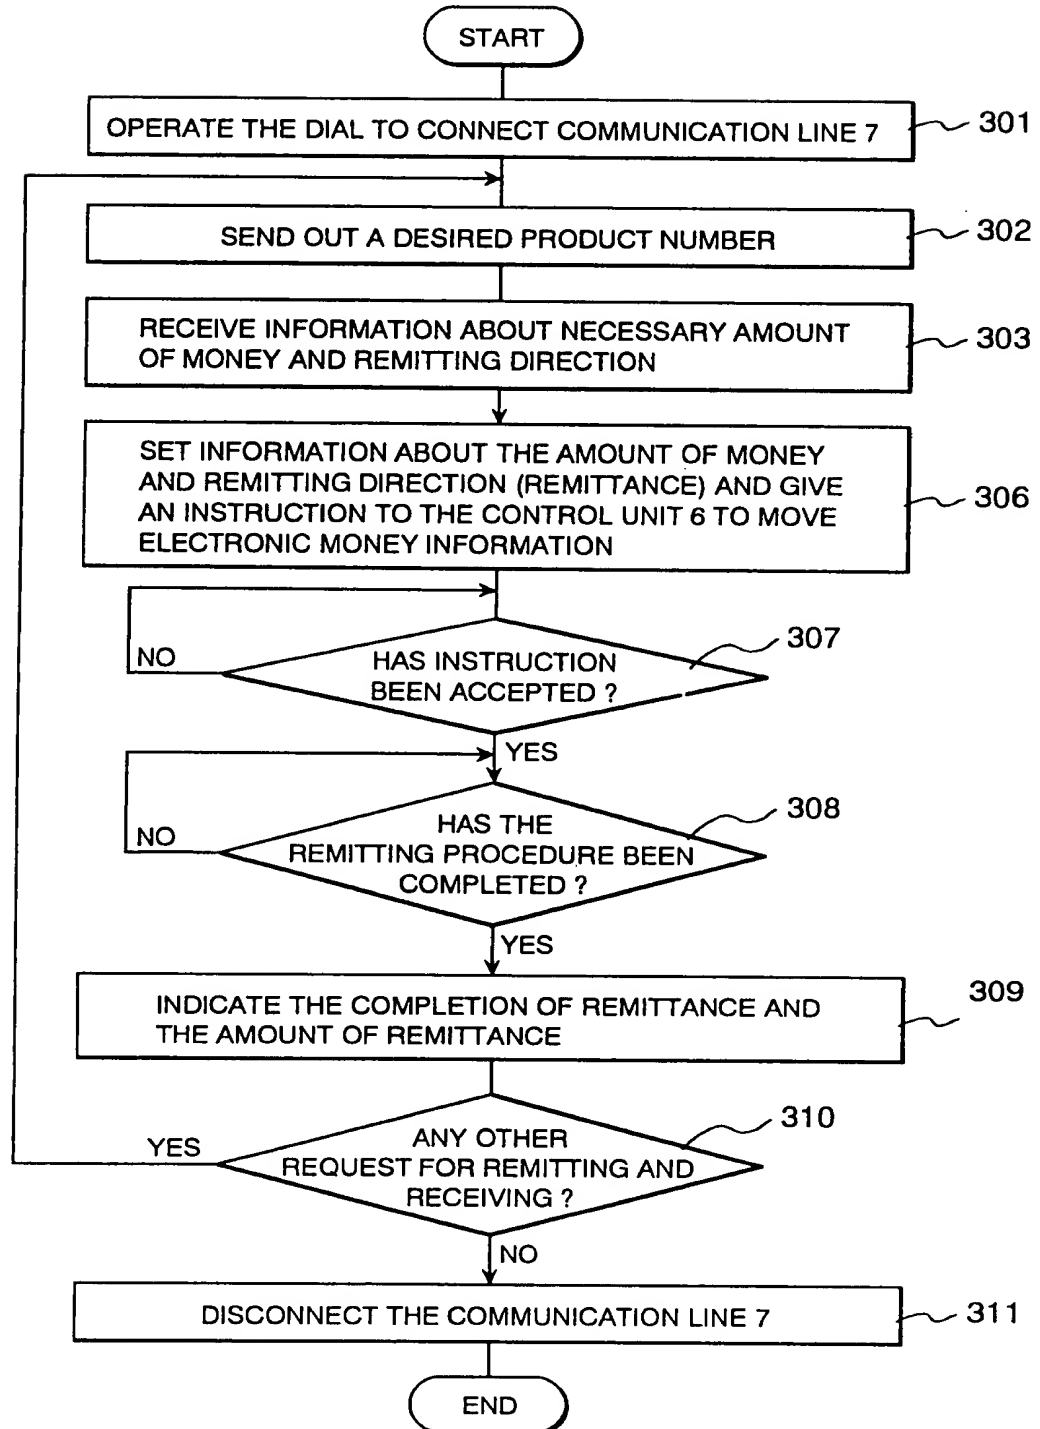 START
OPERATE THE DIAL TO CONNECT COMMUNICATION LINE 7
301
SEND OUT A DESIRED PRODUCT NUMBER
302
RECEIVE INFORMATION ABOUT NECESSARY AMOUNT
OF MONEY AND REMITTING DIRECTION
303
SET INFORMATION ABOUT THE AMOUNT OF MONEY
AND REMITTING DIRECTION (REMITTANCE) AND GIVE
AN INSTRUCTION TO THE CONTROL UNIT 6 TO MOVE
ELECTRONIC MONEY INFORMATION
306
HAS INSTRUCTION
BEEN ACCEPTED ?
307
NO
YES
HAS THE
REMITTING PROCEDURE BEEN
COMPLETED ?
308
NO
YES
INDICATE THE COMPLETION OF REMITTANCE AND
THE AMOUNT OF REMITTANCE
309
ANY OTHER
REQUEST FOR REMITTING AND
RECEIVING ?
310
YES
NO
DISCONNECT THE COMMUNICATION LINE 7
311
END